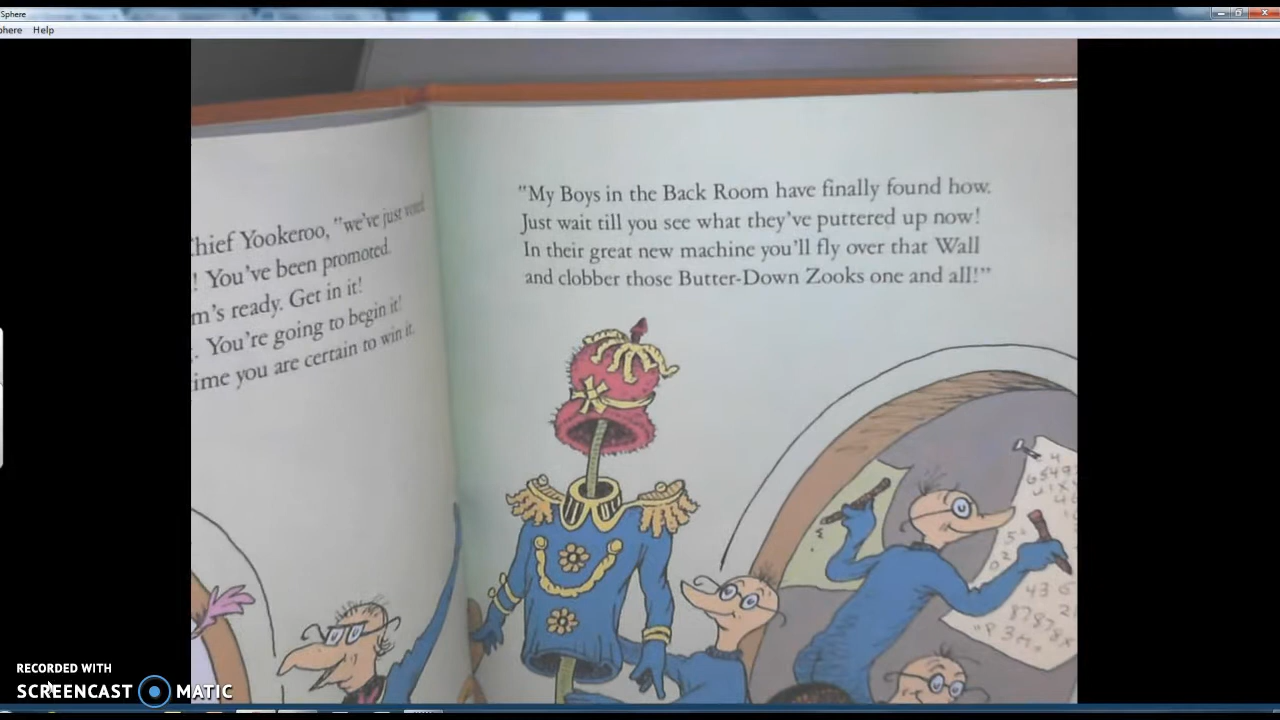 Sphere
phere Help
hief Yookeroo, "we've just voted
! You've been promoted.
m's ready. Get in it!
. You're going to begin it!
ime you are certain to win it.
"My Boys in the Back Room have finally found how.
Just wait till you see what they've puttered up now!
In their great new machine you'll fly over that Wall
and clobber those Butter-Down Zooks one and all!"
RECORDED WITH
SCREENCAST MATIC